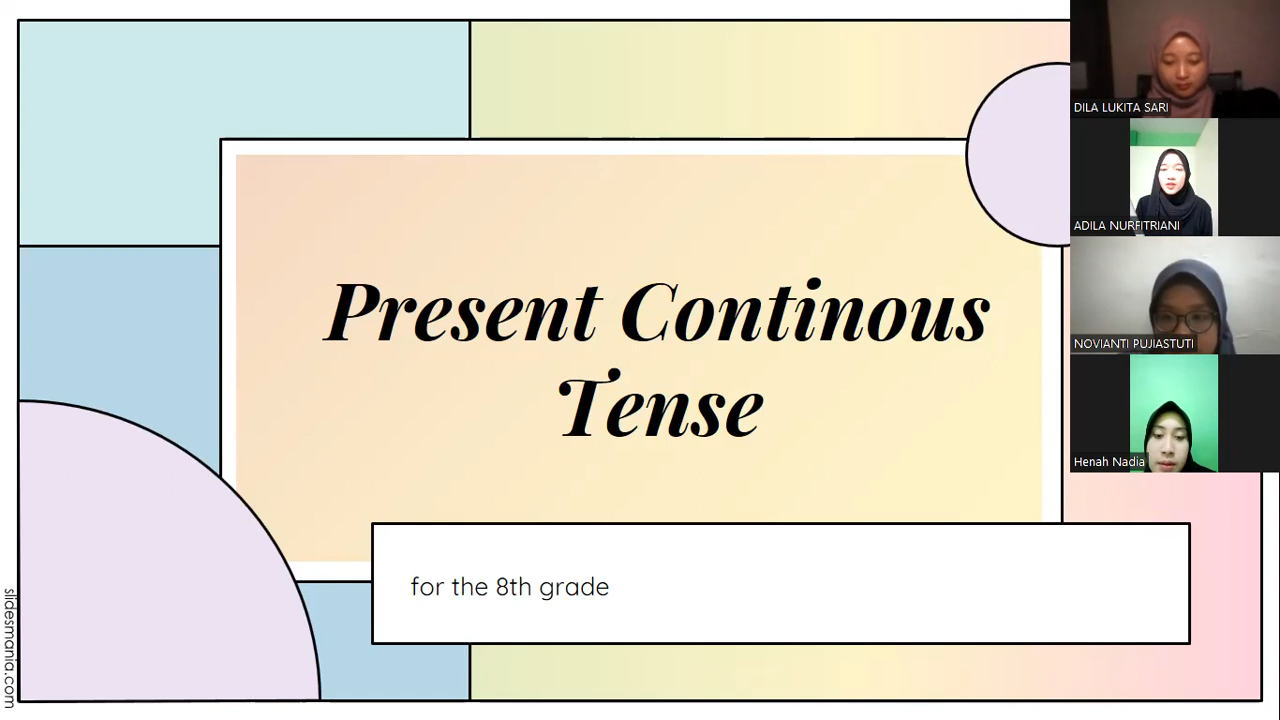 Present Continous
Tense
for the 8th grade
slidesmania.com
DILA LUKITA SARI
ADILA NURFITRIANI
NOVIANTI PUJIASTUTI
Henah Nadia